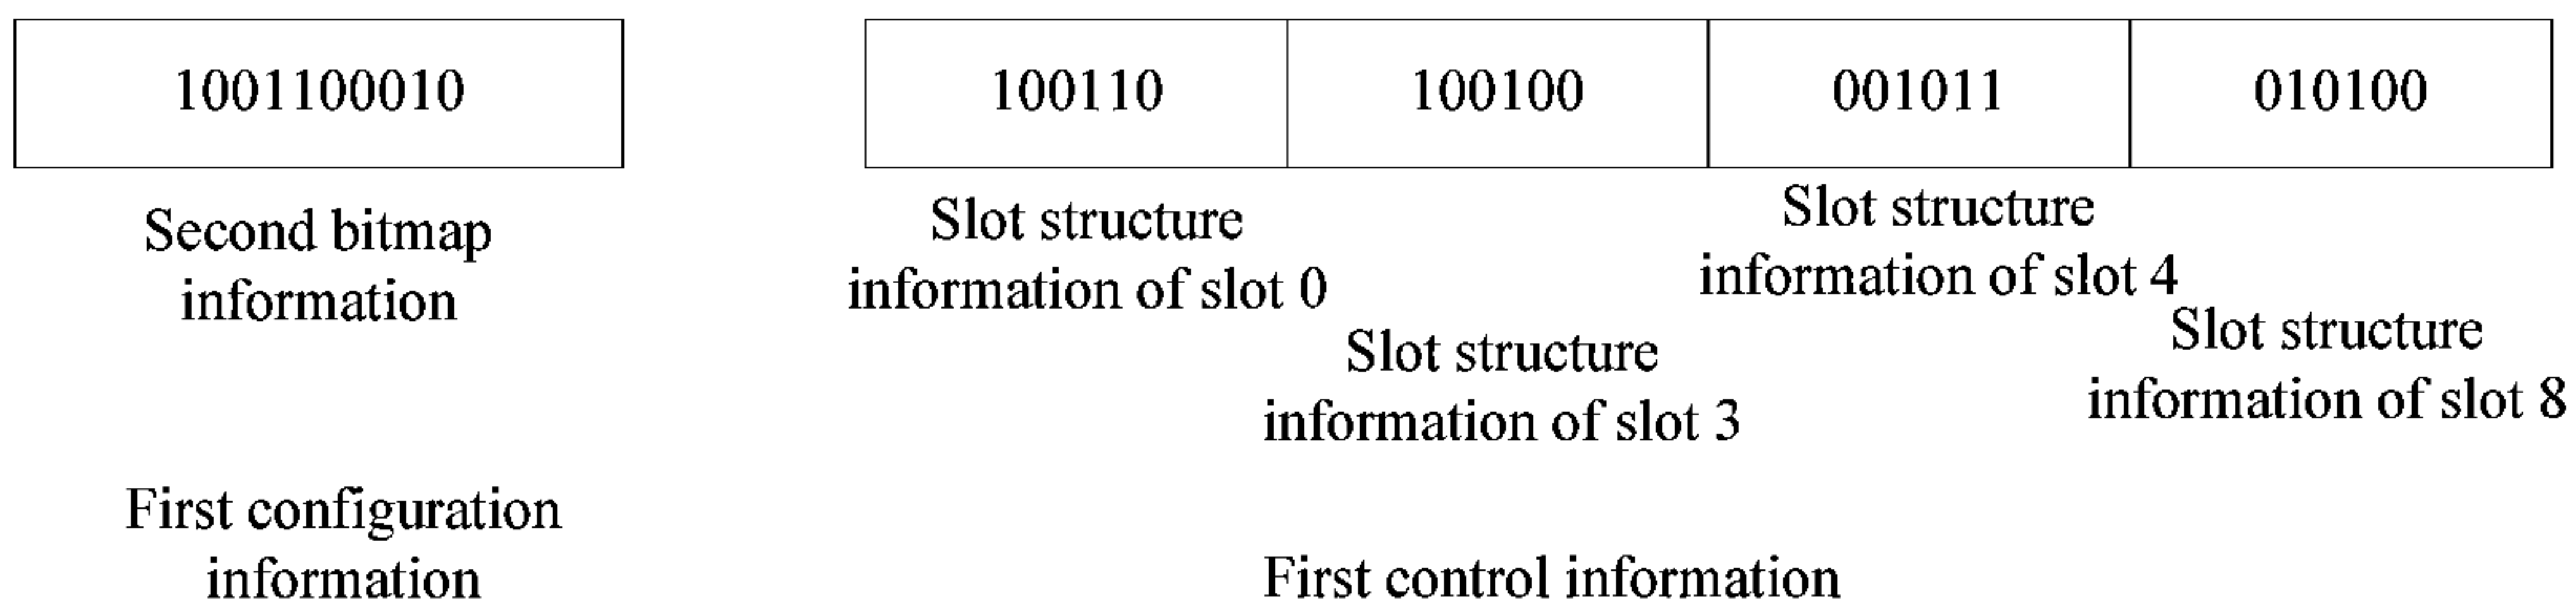 1001100010
100110
100100
001011
010100
Second bitmap
information
Slot structure
information of slot 0
Slot structure
information of slot 3
Slot structure
information of slot 4
Slot structure
information of slot 8
First configuration
information
First control information